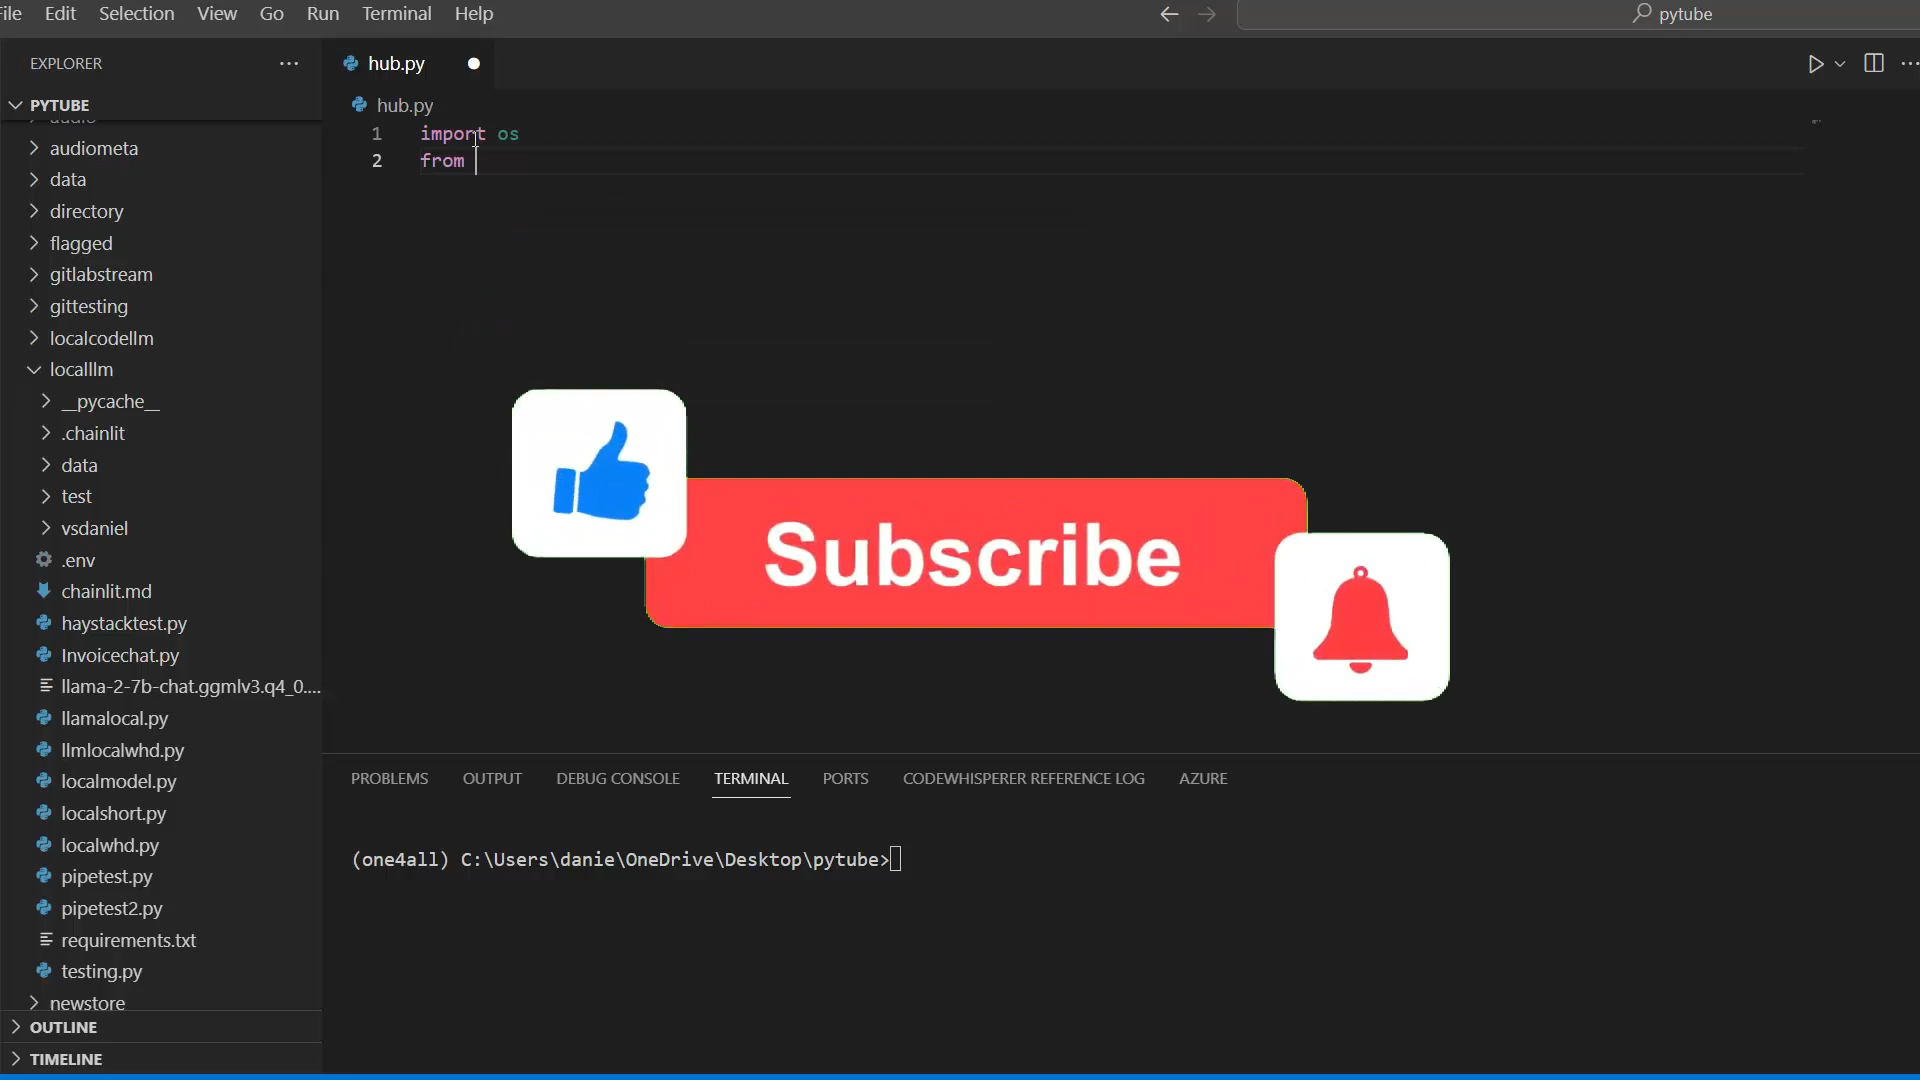 File Edit Selection View Go Run Terminal Help
pytube
EXPLORER
hub.py
PYTUBE
hub.py
audio
audiometa
data
directory
flagged
gitlabstream
gittesting
localcodellm
localllm
__pycache__
.chainlit
data
test
vsdaniel
.env
chainlit.md
haystacktest.py
Invoicechat.py
llama-2-7b-chat.ggmlv3.q4_0....
llamalocal.py
llmlocalwhd.py
localmodel.py
localshort.py
localwhd.py
pipetest.py
pipetest2.py
requirements.txt
testing.py
newstore
OUTLINE
TIMELINE
1 import os
2 from
Subscribe
PROBLEMS OUTPUT DEBUG CONSOLE TERMINAL PORTS CODEWHISPERER REFERENCE LOG AZURE
(one4all) C:\Users\danie\OneDrive\Desktop\pytube>